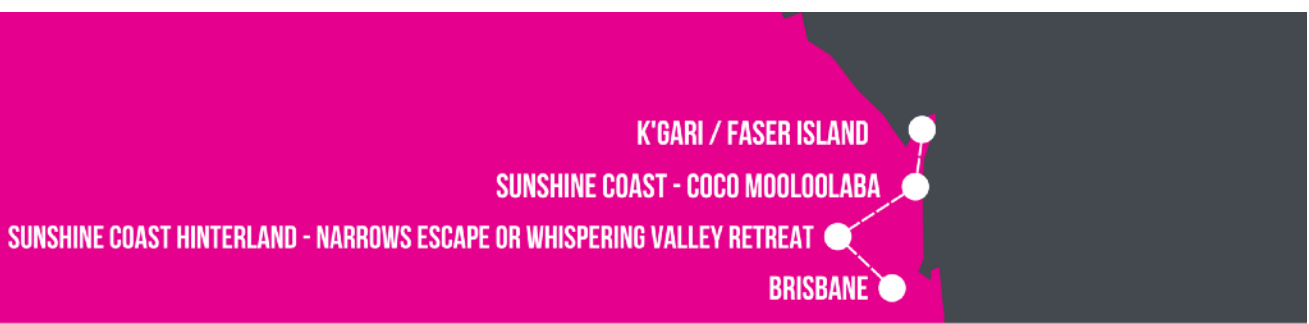 K'GARI / FASER ISLAND
SUNSHINE COAST - COCO MOOLOOLABA
SUNSHINE COAST HINTERLAND - NARROWS ESCAPE OR WHISPERING VALLEY RETREAT
BRISBANE